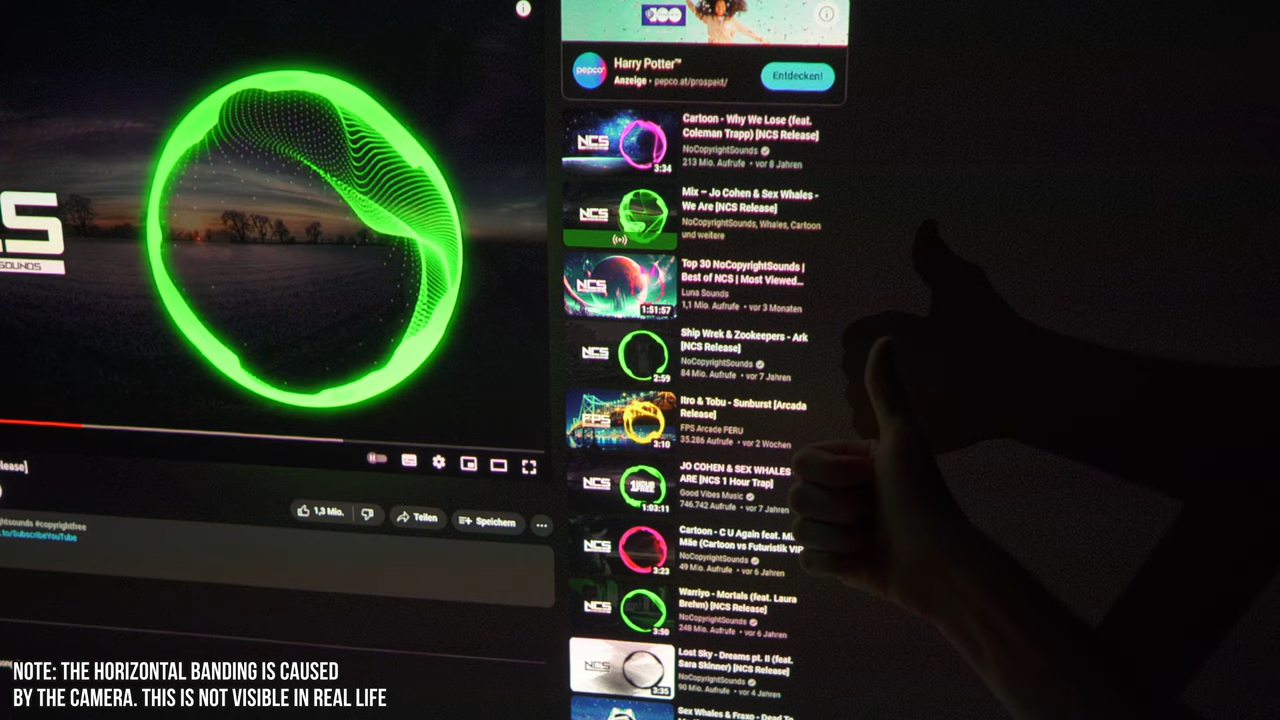 100
Harry Potter™
pepco
Anzeige • pepco.at/prospekt/
Entdecken!
NCS
3:34
Cartoon - Why We Lose (feat.
Coleman Trapp) [NCS Release]
NoCopyrightSounds
213 Mio. Aufrufe • vor 8 Jahren
NCS
Mix – Jo Cohen & Sex Whales -
We Are [NCS Release]
NoCopyrightSounds, Whales, Cartoon
und weitere
NCS
1:51:57
Top 30 NoCopyrightSounds |
Best of NCS | Most Viewed...
Luna Sounds
1,1 Mio. Aufrufe • vor 3 Monaten
NCS
2:59
Ship Wrek & Zookeepers - Ark
[NCS Release]
NoCopyrightSounds
84 Mio. Aufrufe • vor 7 Jahren
FPS
3:10
Itro & Tobu - Sunburst [Arcada
Release]
FPS Arcade PERU
35.286 Aufrufe • vor 2 Wochen
NCS
1HOUR
1:03:11
JO COHEN & SEX WHALES
ARE [NCS 1 Hour Trap]
Good Vibes Music
746.742 Aufrufe • vor 7 Jahren
NCS
3:23
Cartoon - C U Again feat. Mi
Mäe (Cartoon vs Futuristik VIP
NoCopyrightSounds
49 Mio. Aufrufe • vor 6 Jahren
NCS
3:50
Warriyo - Mortals (feat. Laura
Brehm) [NCS Release]
NoCopyrightSounds
248 Mio. Aufrufe • vor 6 Jahren
NCS
3:35
Lost Sky - Dreams pt. II (feat.
Sara Skinner) [NCS Release]
NoCopyrightSounds
90 Mio. Aufrufe • vor 4 Jahren
Sex Whales & Fraxo - Dead To
CS
SOUNDS
lease]
1,3 Mio.
Teilen
Speichern
htsounds #copyrightfree
.to/SubscribeYouTube
NOTE: THE HORIZONTAL BANDING IS CAUSED
BY THE CAMERA. THIS IS NOT VISIBLE IN REAL LIFE